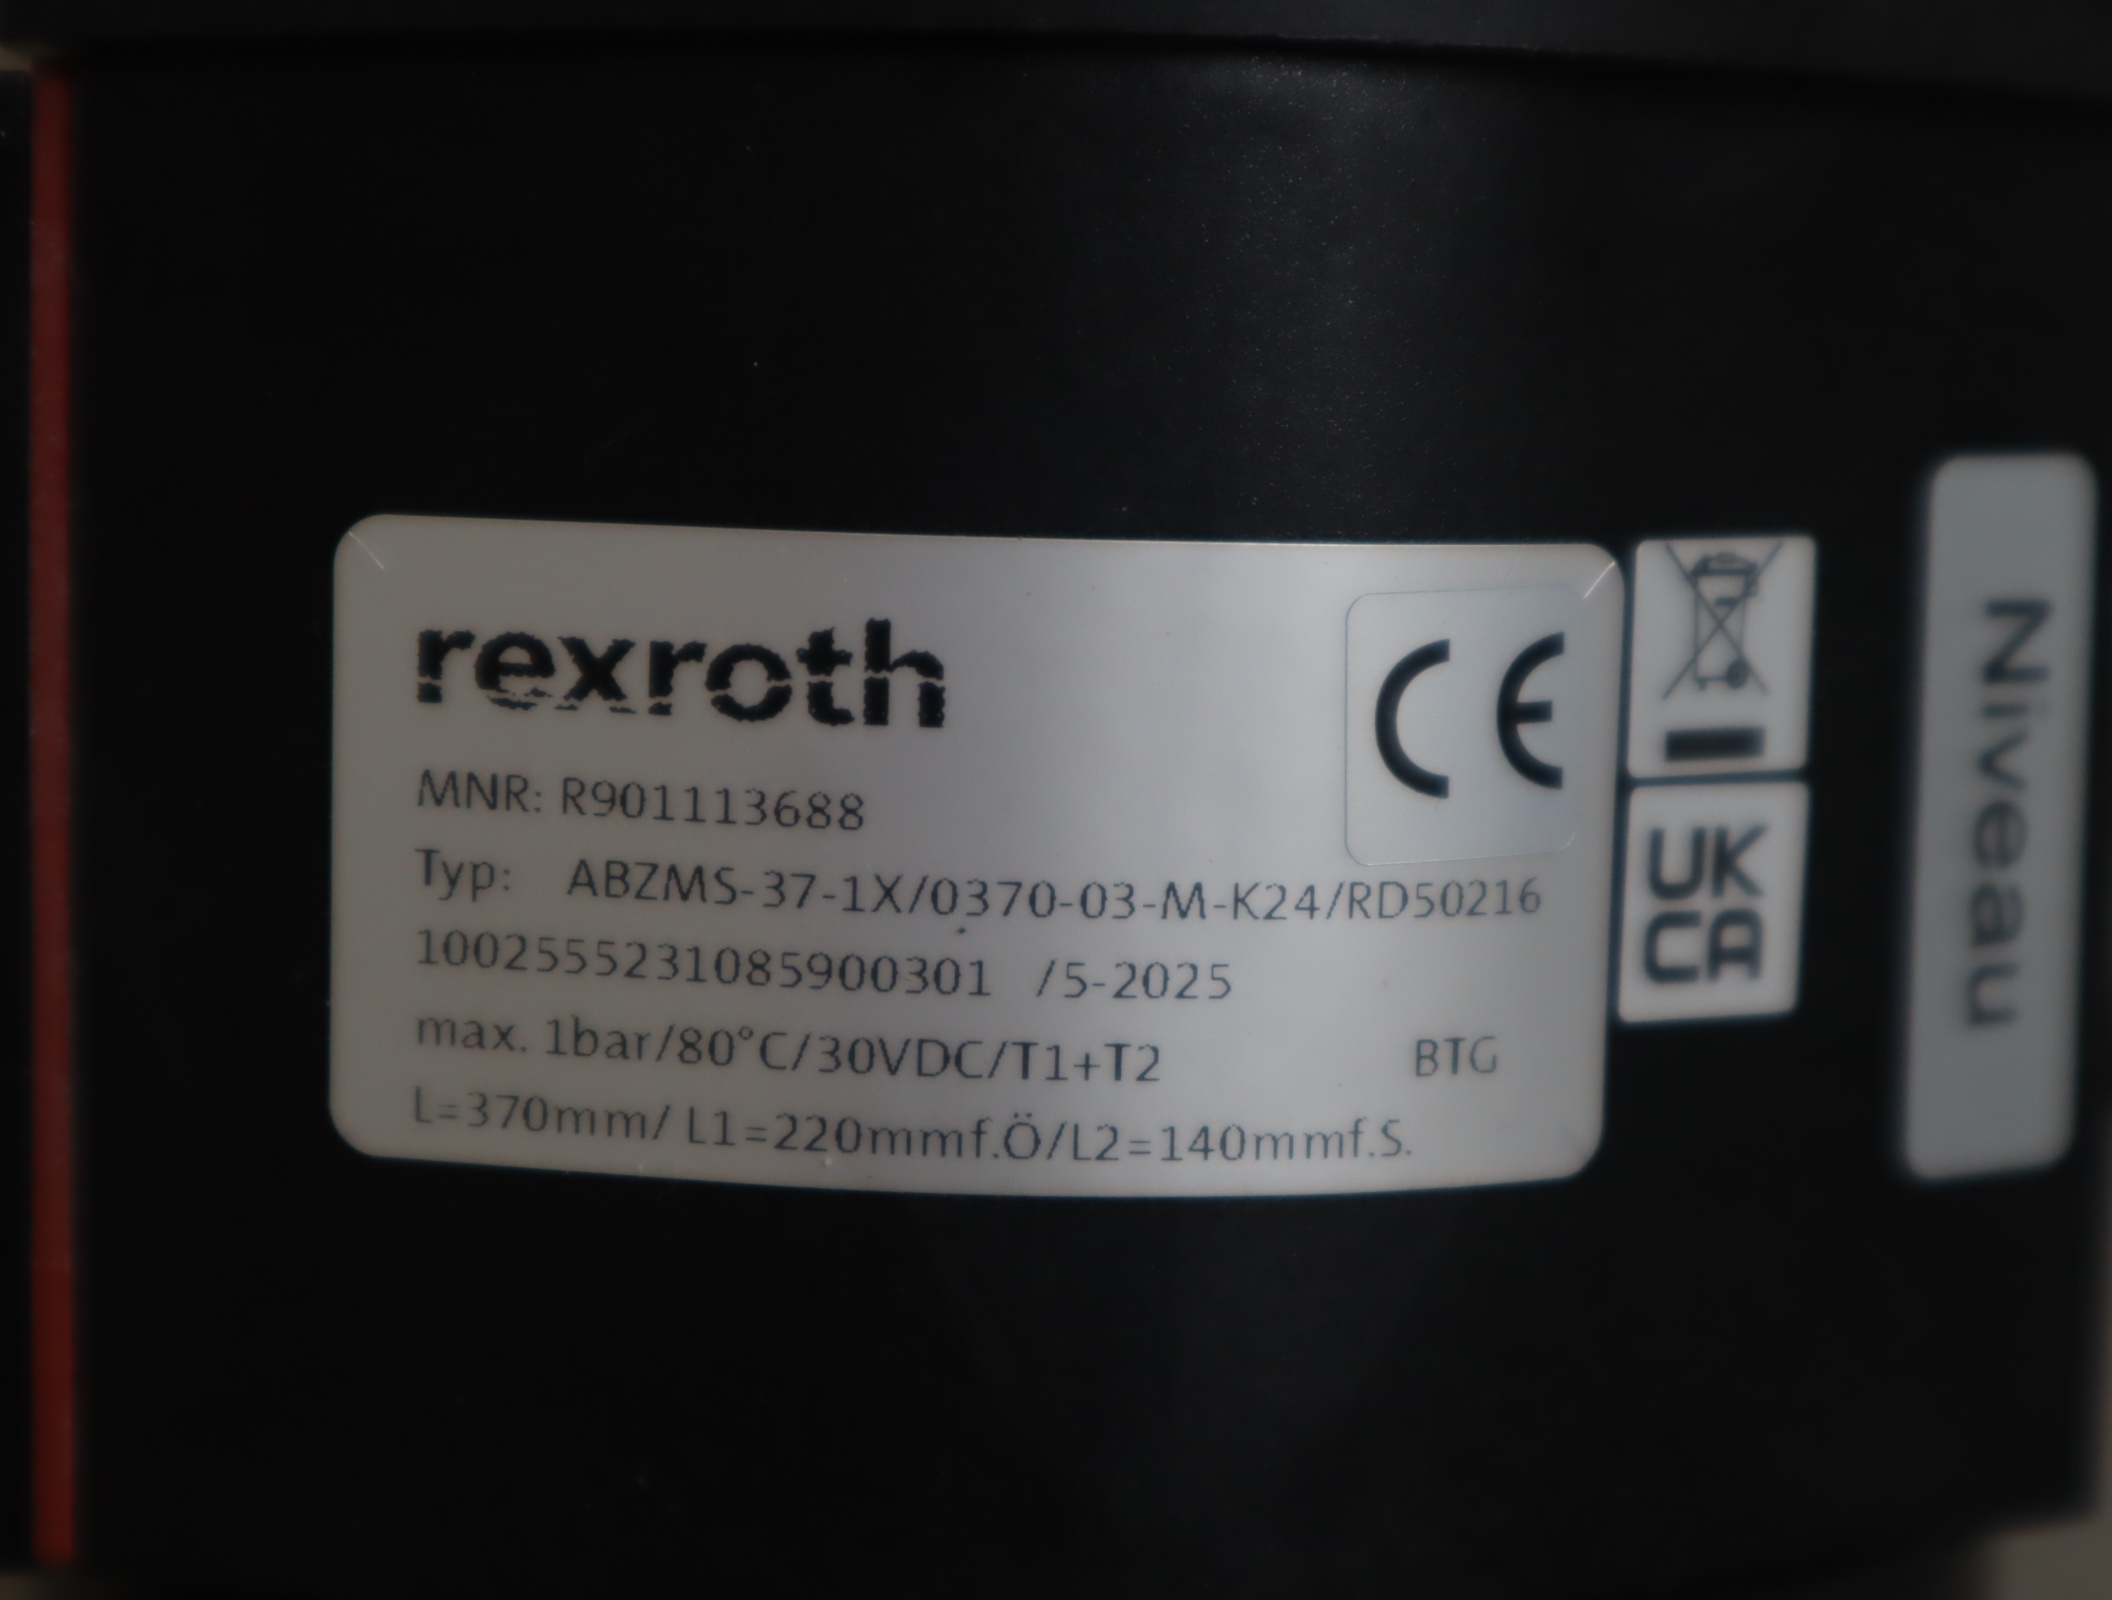 rexroth
CE
MNR: R901113688
Typ: ABZMS-37-1X/0370-03-M-K24/RD50216
1002555231085900301 /5-2025
max. 1bar/80°C/30VDC/T1+T2 BTG
L=370mm/ L1=220mmf.Ö/L2=140mmf.S.
UK
CA
Niveau